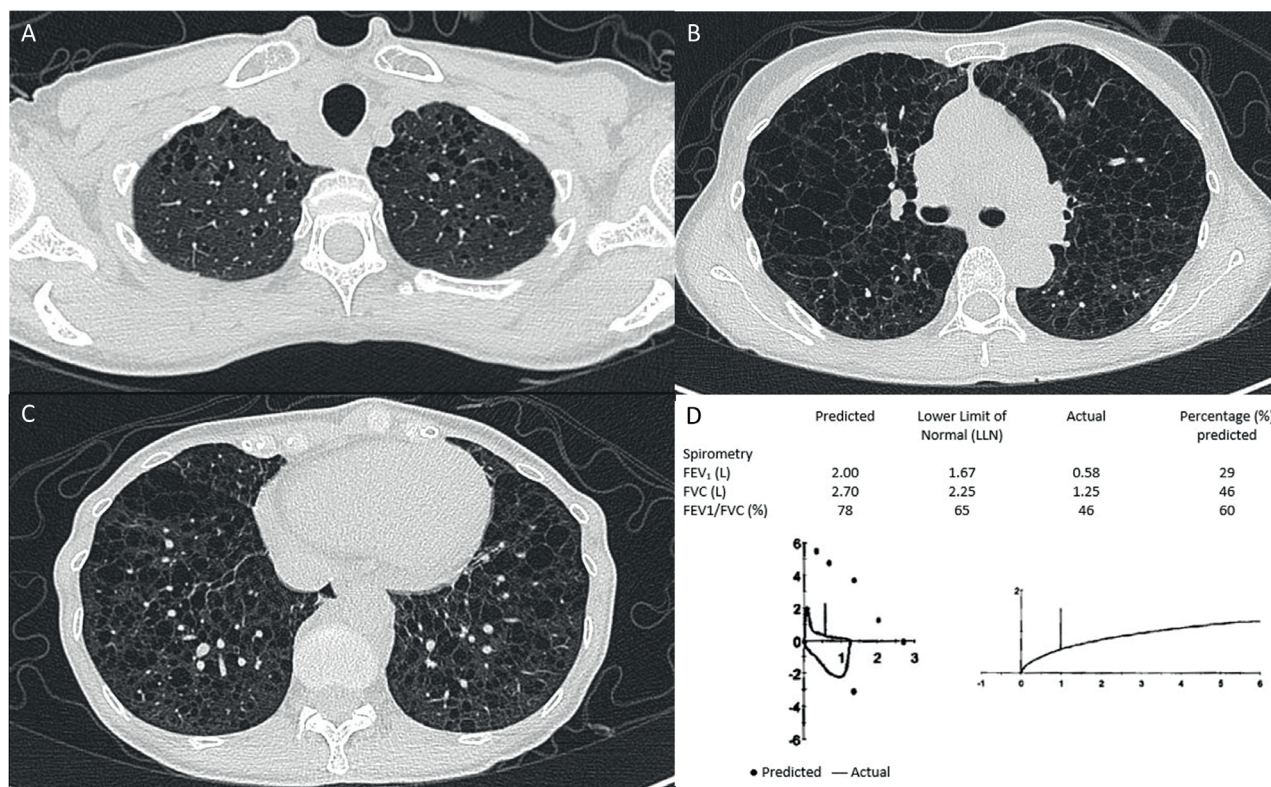 A
B
C
D
Predicted Lower Limit of Normal (LLN) Actual Percentage (%) predicted
Spirometry
FEV₁ (L) 2.00 1.67 0.58 29
FVC (L) 2.70 2.25 1.25 46
FEV1/FVC (%) 78 65 46 60
6
4
2
0
-2
-4
-6
1 2 3
2
-1 0 1 2 3 4 5 6
Predicted Actual